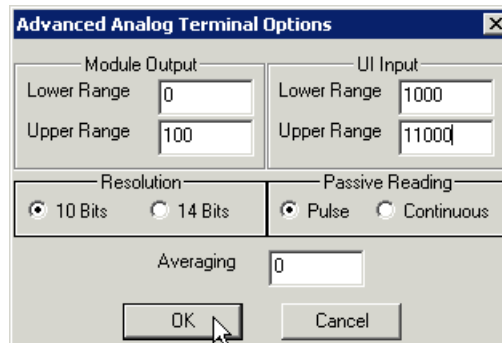 Advanced Analog Terminal Options
Module Output
Lower Range 0
Upper Range 100
UI Input
Lower Range 1000
Upper Range 11000
Resolution
10 Bits 14 Bits
Passive Reading
Pulse Continuous
Averaging 0
OK Cancel